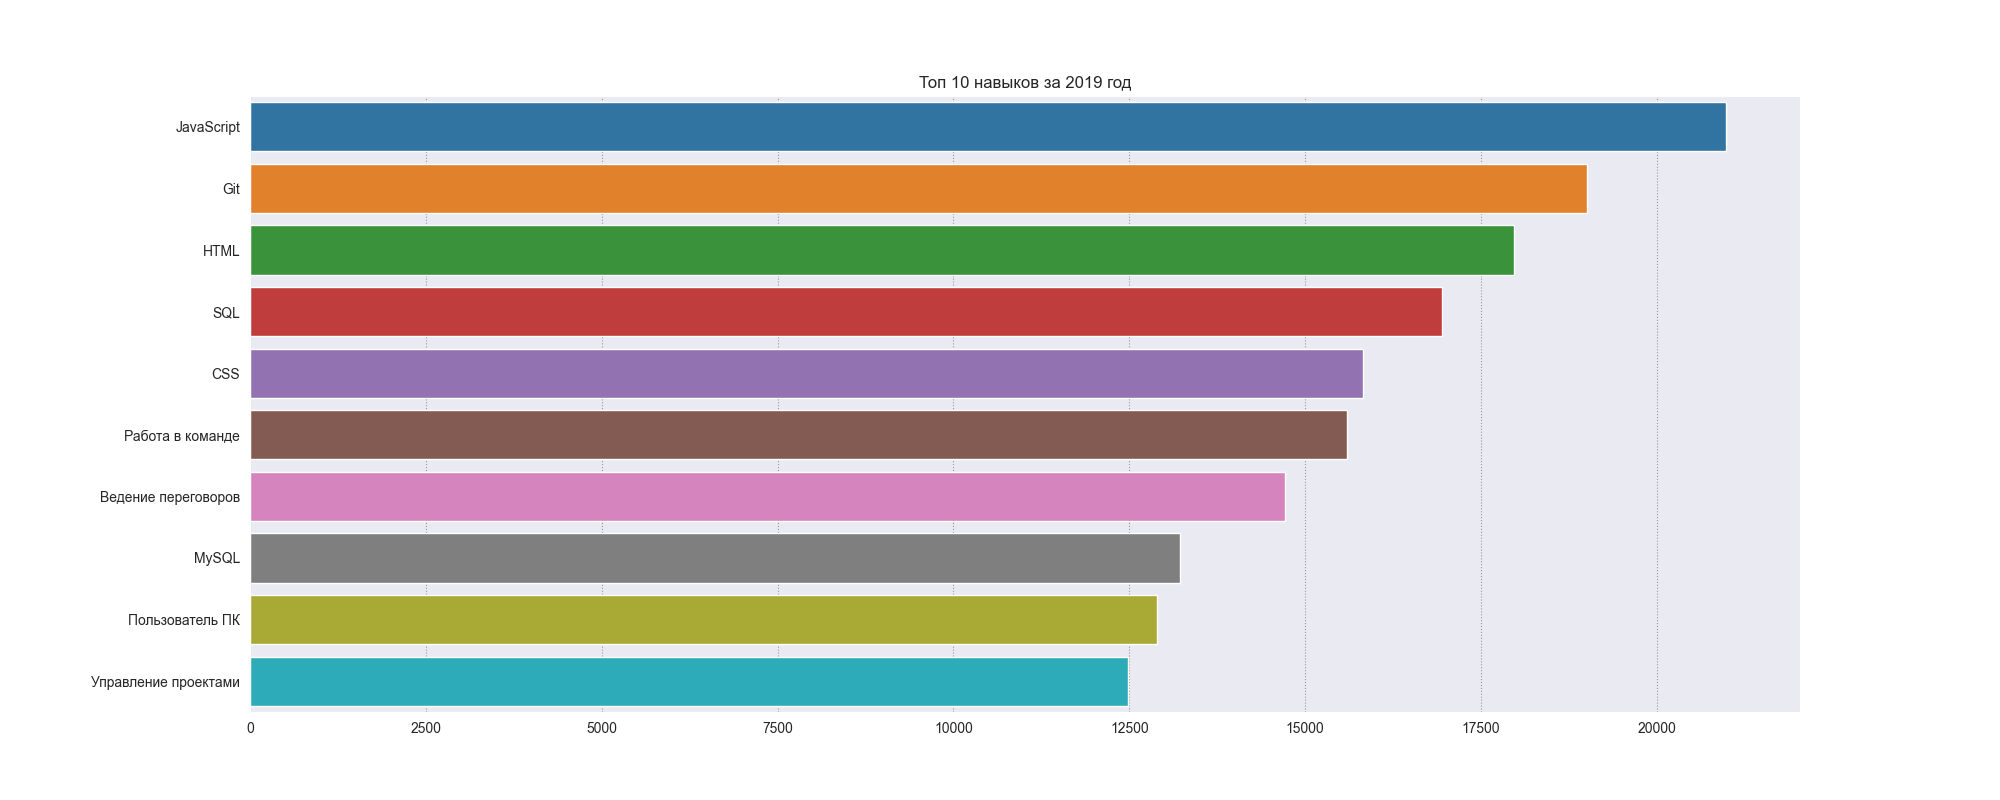 Топ 10 навыков за 2019 год
JavaScript
Git
HTML
SQL
CSS
Работа в команде
Ведение переговоров
MySQL
Пользователь ПК
Управление проектами
0 2500 5000 7500 10000 12500 15000 17500 20000